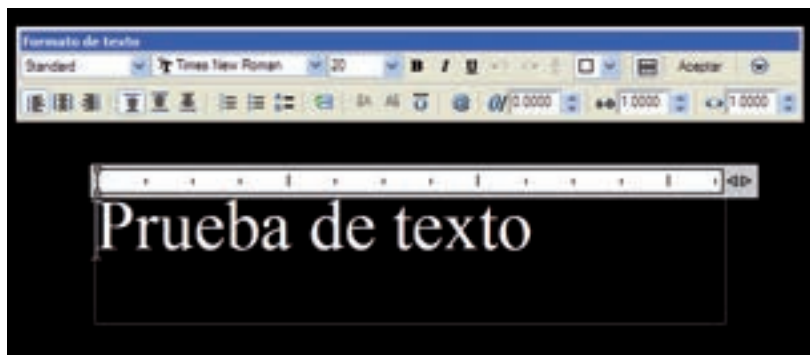 Formato de texto
Standard Times New Roman 20 B I U Aceptar
0.0000 1.0000 1.0000
Prueba de texto